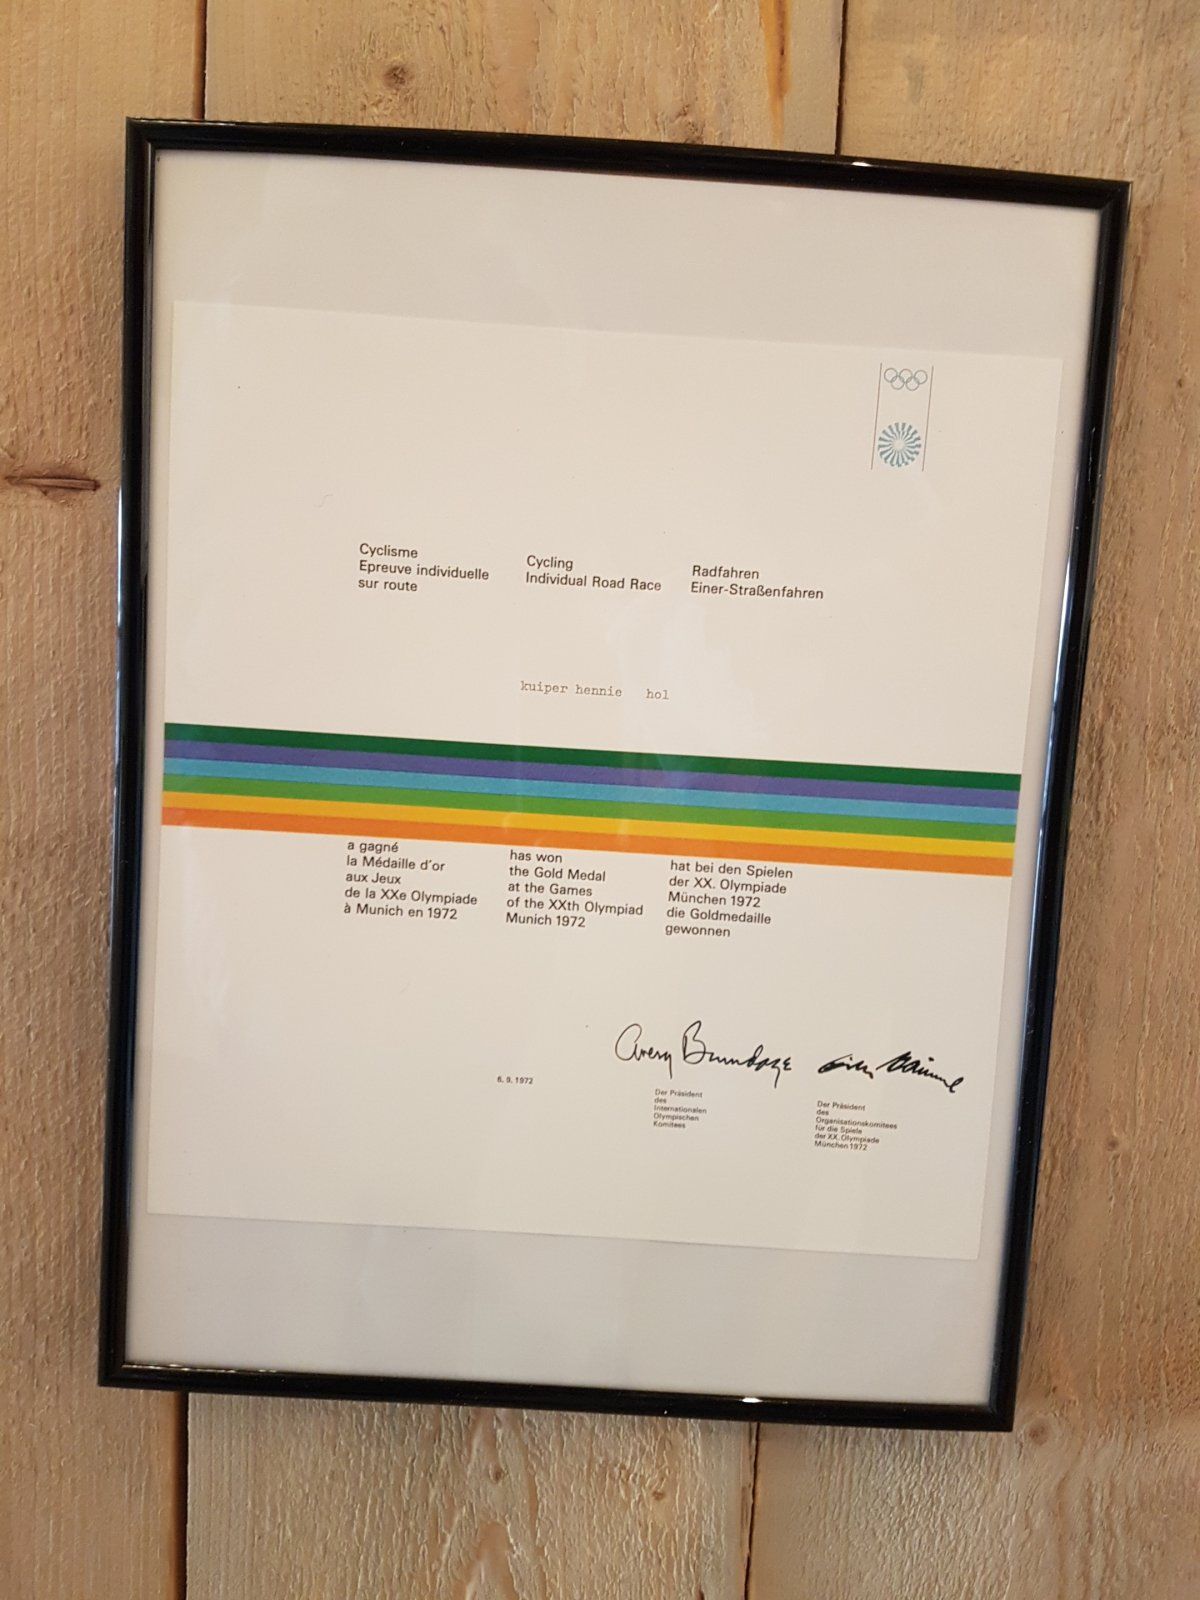 Cyclisme
Epreuve individuelle
sur route
Cycling
Individual Road Race
Radfahren
Einer-Straßenfahren
kuiper hennie hol
a gagné
la Médaille d'or
aux Jeux
de la XXe Olympiade
à Munich en 1972
has won
the Gold Medal
at the Games
of the XXth Olympiad
Munich 1972
hat bei den Spielen
der XX. Olympiade
München 1972
die Goldmedaille
gewonnen
6. 9. 1972
Avery Brundage
Der Präsident
des
Internationalen
Olympischen
Komitees
Der Präsident
des
Organisationskomitees
für die Spiele
der XX. Olympiade
München 1972